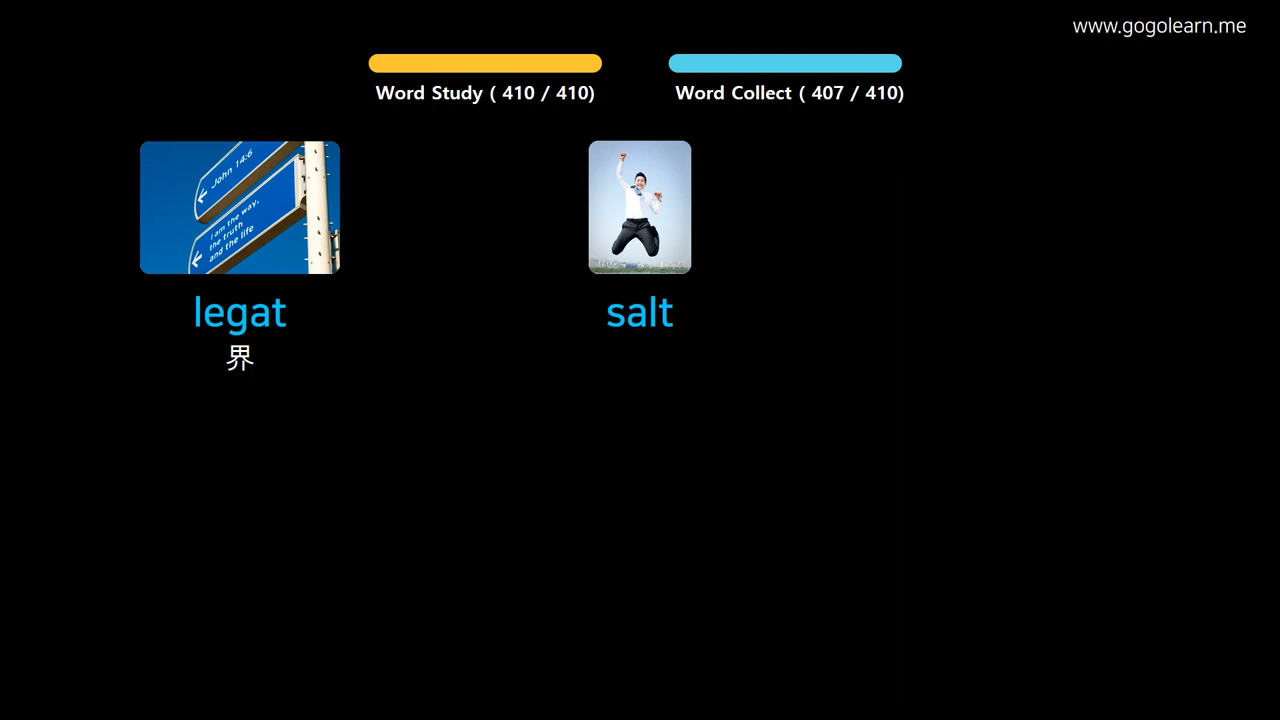 www.gogolearn.me
Word Study ( 410 / 410)
Word Collect ( 407 / 410)
John 14:6
I am the way,
the truth
and the life
legat
界
salt